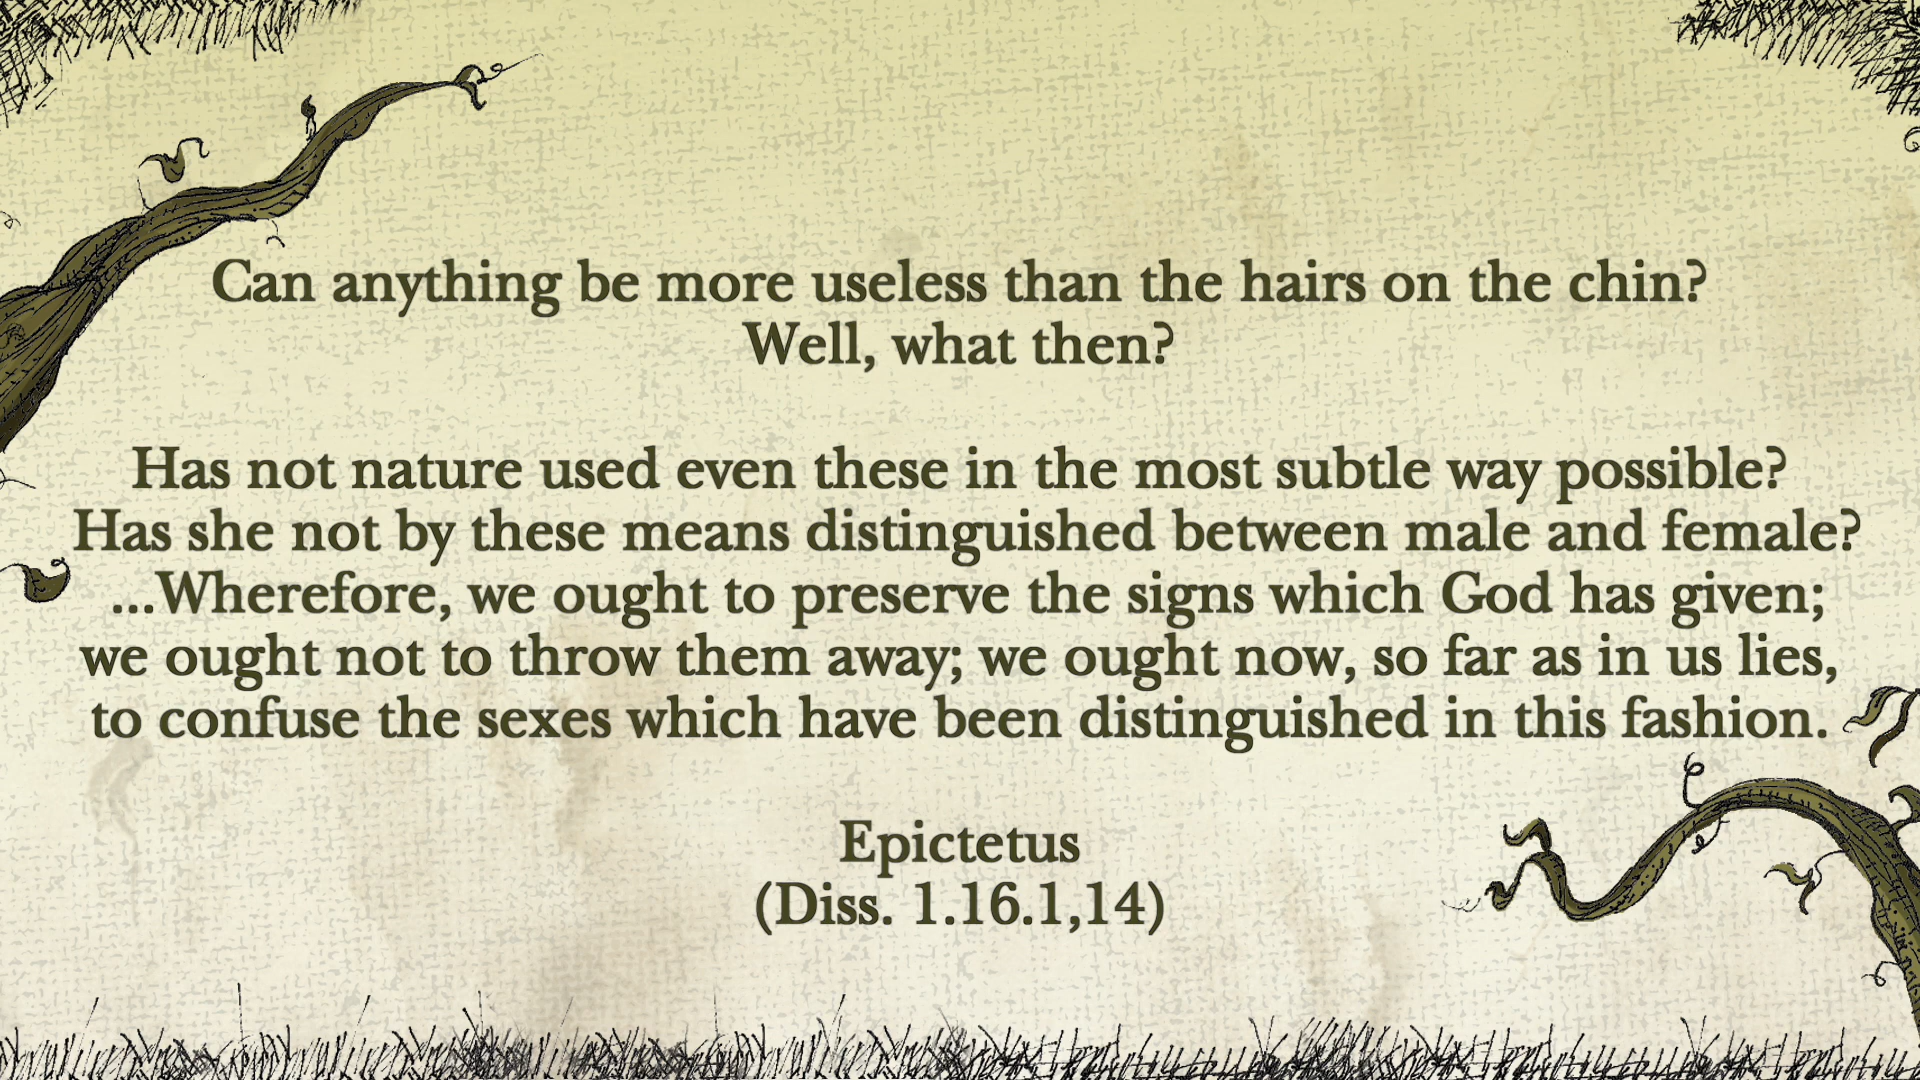 Can anything be more useless than the hairs on the chin?
Well, what then?
Has not nature used even these in the most subtle way possible?
Has she not by these means distinguished between male and female?
...Wherefore, we ought to preserve the signs which God has given;
we ought not to throw them away; we ought now, so far as in us lies,
to confuse the sexes which have been distinguished in this fashion.
Epictetus
(Diss. 1.16.1,14)